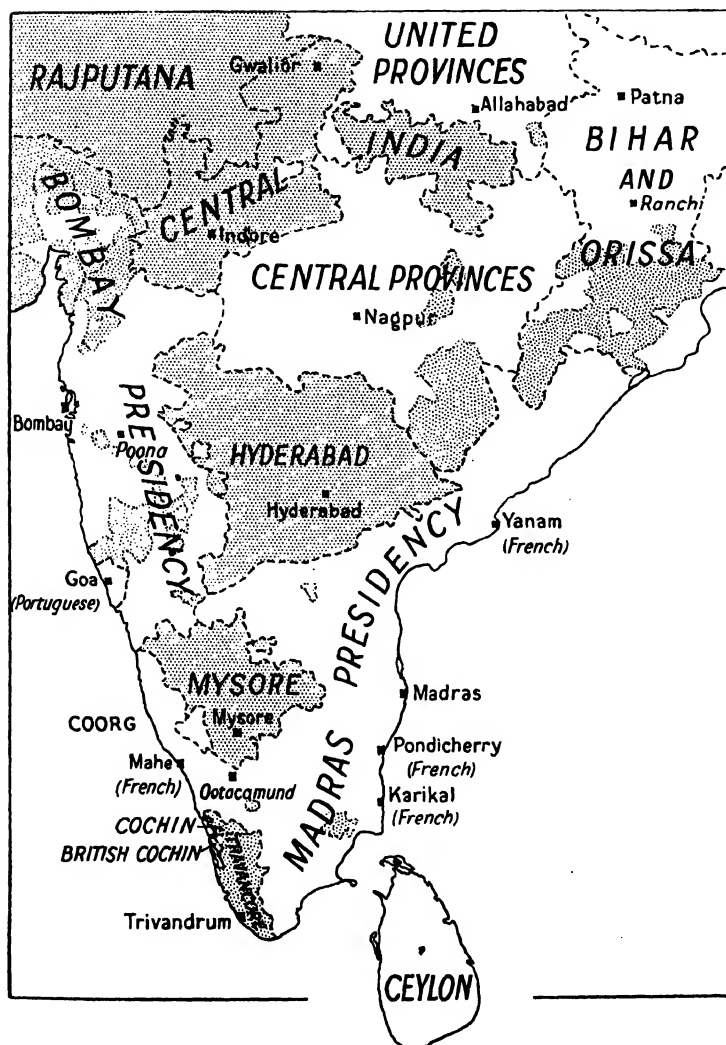 UNITED
PROVINCES
RAJPUTANA
Gwalior
Allahabad
Patna
INDIA
BIHAR
AND
Ranchi
ORISSA
BOMBAY
CENTRAL
Indore
CENTRAL PROVINCES
Nagpur
PRESIDENCY
Bombay
Poona
HYDERABAD
Hyderabad
Yanam
(French)
Goa
(Portuguese)
MADRAS PRESIDENCY
MYSORE
Mysore
Madras
COORG
Mahe
(French)
Ootacamund
Pondicherry
(French)
Karikal
(French)
COCHIN
BRITISH COCHIN
TRAVANCORE
Trivandrum
CEYLON